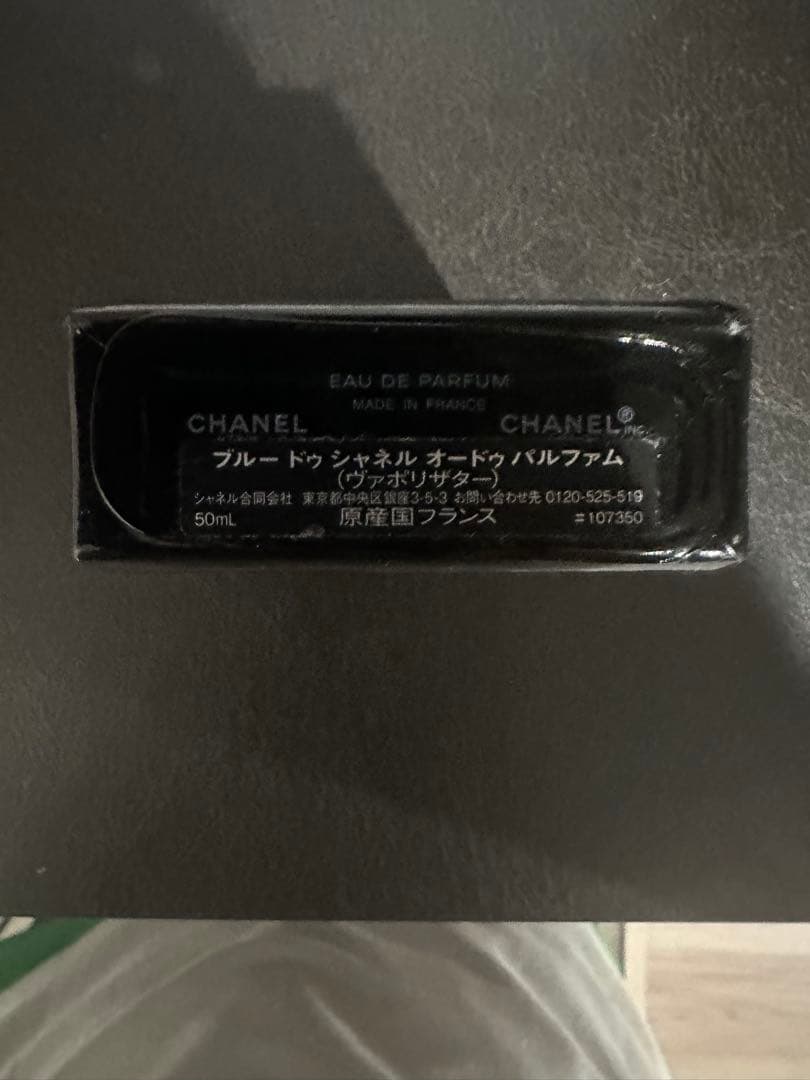 EAU DE PARFUM
MADE IN FRANCE
CHANEL CHANEL® INC.
ブルー ドゥ シャネル オードゥ パルファム
(ヴァポリザター)
シャネル合同会社 東京都中央区銀座3-5-3 お問い合わせ先 0120-525-519
50mL 原産国フランス #107350